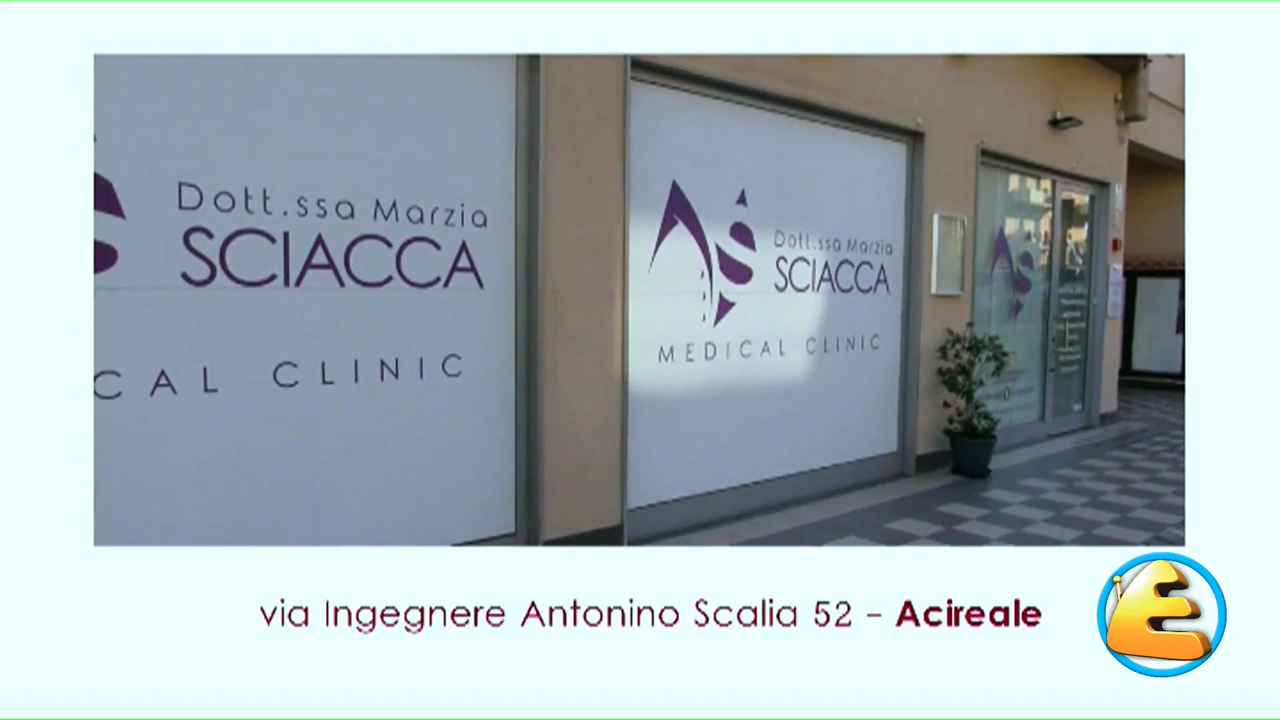 Dott.ssa Marzia
SCIACCA
CAL CLINIC
Dott.ssa Marzia
SCIACCA
MEDICAL CLINIC
via Ingegnere Antonino Scalia 52 – Acireale